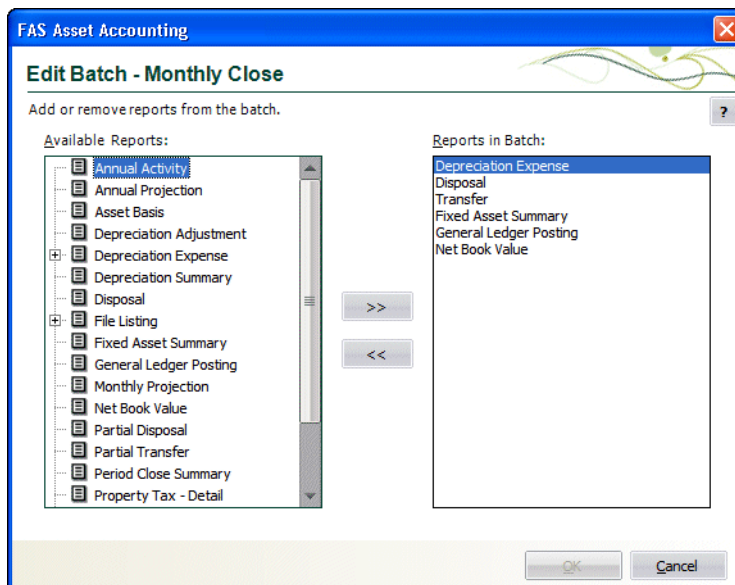 FAS Asset Accounting
Edit Batch - Monthly Close
Add or remove reports from the batch.
?
Available Reports:
Annual Activity
Annual Projection
Asset Basis
Depreciation Adjustment
Depreciation Expense
Depreciation Summary
Disposal
File Listing
Fixed Asset Summary
General Ledger Posting
Monthly Projection
Net Book Value
Partial Disposal
Partial Transfer
Period Close Summary
Property Tax - Detail
>>
<<
Reports in Batch:
Depreciation Expense
Disposal
Transfer
Fixed Asset Summary
General Ledger Posting
Net Book Value
OK
Cancel